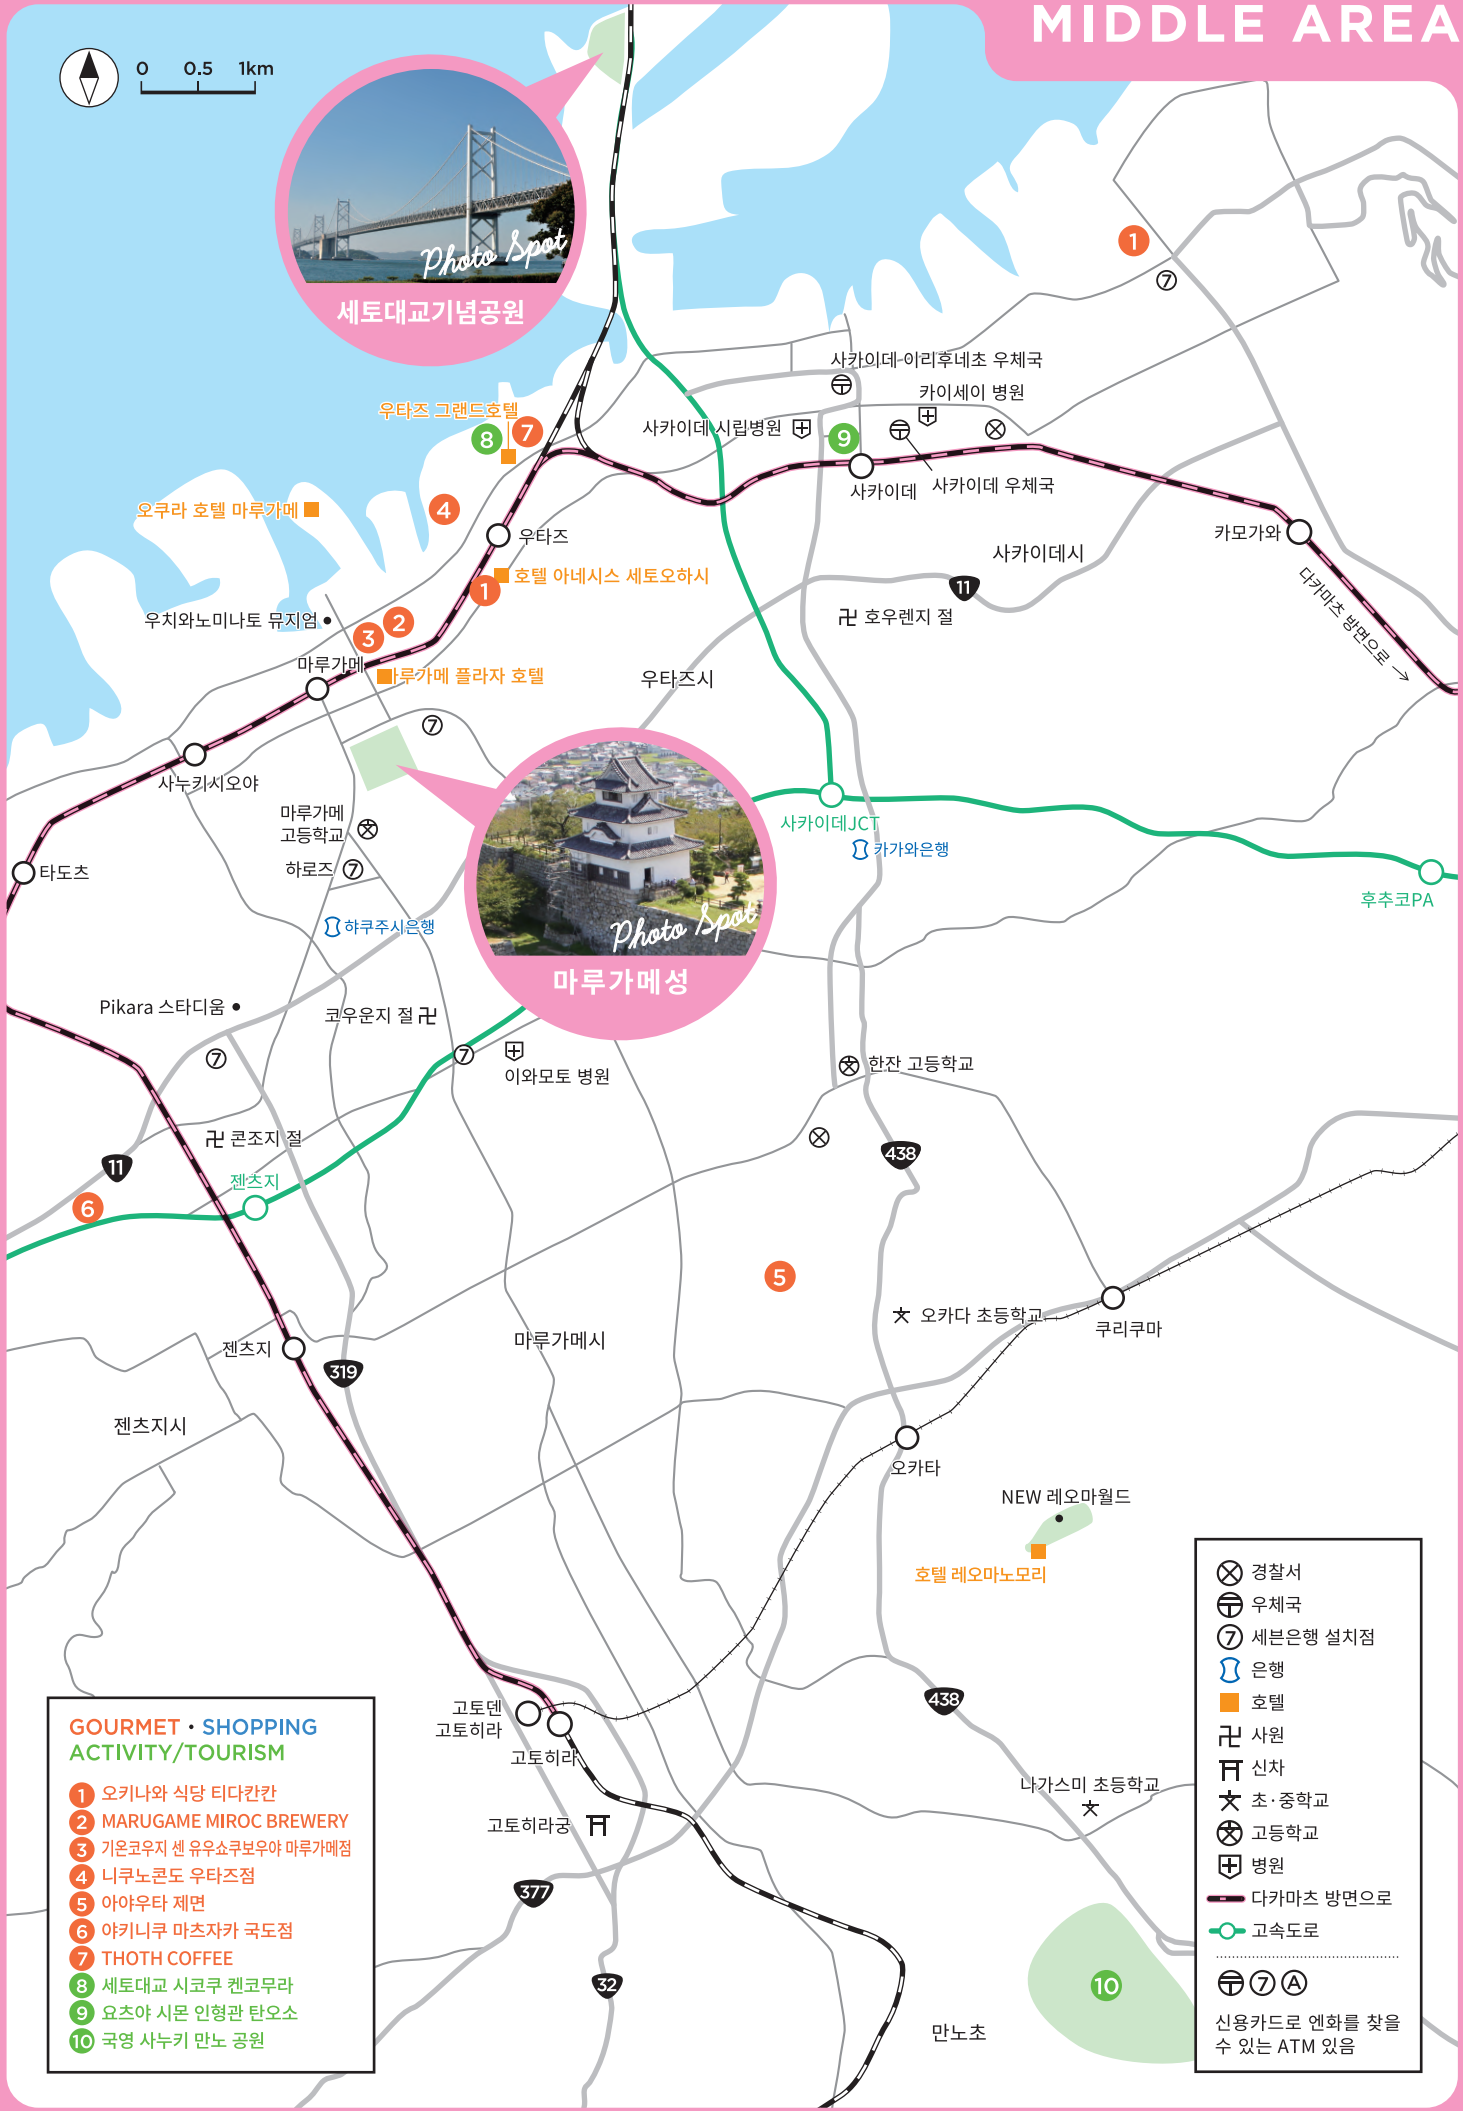 MIDDLE AREA
0 0.5 1km
Photo Spot
세토대교기념공원
1
7
사카이데 이리후네초 우체국
카이세이 병원
우타즈 그랜드호텔
8
7
사카이데 시립병원
9
사카이데
사카이데 우체국
오쿠라 호텔 마루가메
4
우타즈
카모가와
사카이데시
다카마츠 방면으로 →
호텔 아네시스 세토오하시
1
11
우치와노미나토 뮤지엄
2
3
호우렌지 절
마루가메
마루가메 플라자 호텔
우타즈시
7
사누키시오야
마루가메
고등학교
사카이데JCT
카가와은행
하로즈
7
타도츠
후추코PA
햐쿠주시은행
Photo Spot
마루가메성
Pikara 스타디움
코우운지 절
7
7
이와모토 병원
한잔 고등학교
콘조지 절
438
11
젠츠지
6
5
오카다 초등학교
쿠리쿠마
마루가메시
젠츠지
319
젠츠지시
오카타
NEW 레오마월드
호텔 레오마노모리
고토덴
고토히라
고토히라
438
나가스미 초등학교
고토히라궁
377
32
10
만노초
GOURMET・SHOPPING
ACTIVITY/TOURISM
1 오키나와 식당 티다칸칸
2 MARUGAME MIROC BREWERY
3 기온코우지 센 유우쇼쿠보우야 마루가메점
4 니쿠노콘도 우타즈점
5 아야우타 제면
6 야키니쿠 마츠자카 국도점
7 THOTH COFFEE
8 세토대교 시코쿠 켄코무라
9 요츠야 시몬 인형관 탄오소
10 국영 사누키 만노 공원
경찰서
우체국
7 세븐은행 설치점
은행
호텔
사원
신차
초·중학교
고등학교
병원
다카마츠 방면으로
고속도로
7 A
신용카드로 엔화를 찾을
수 있는 ATM 있음